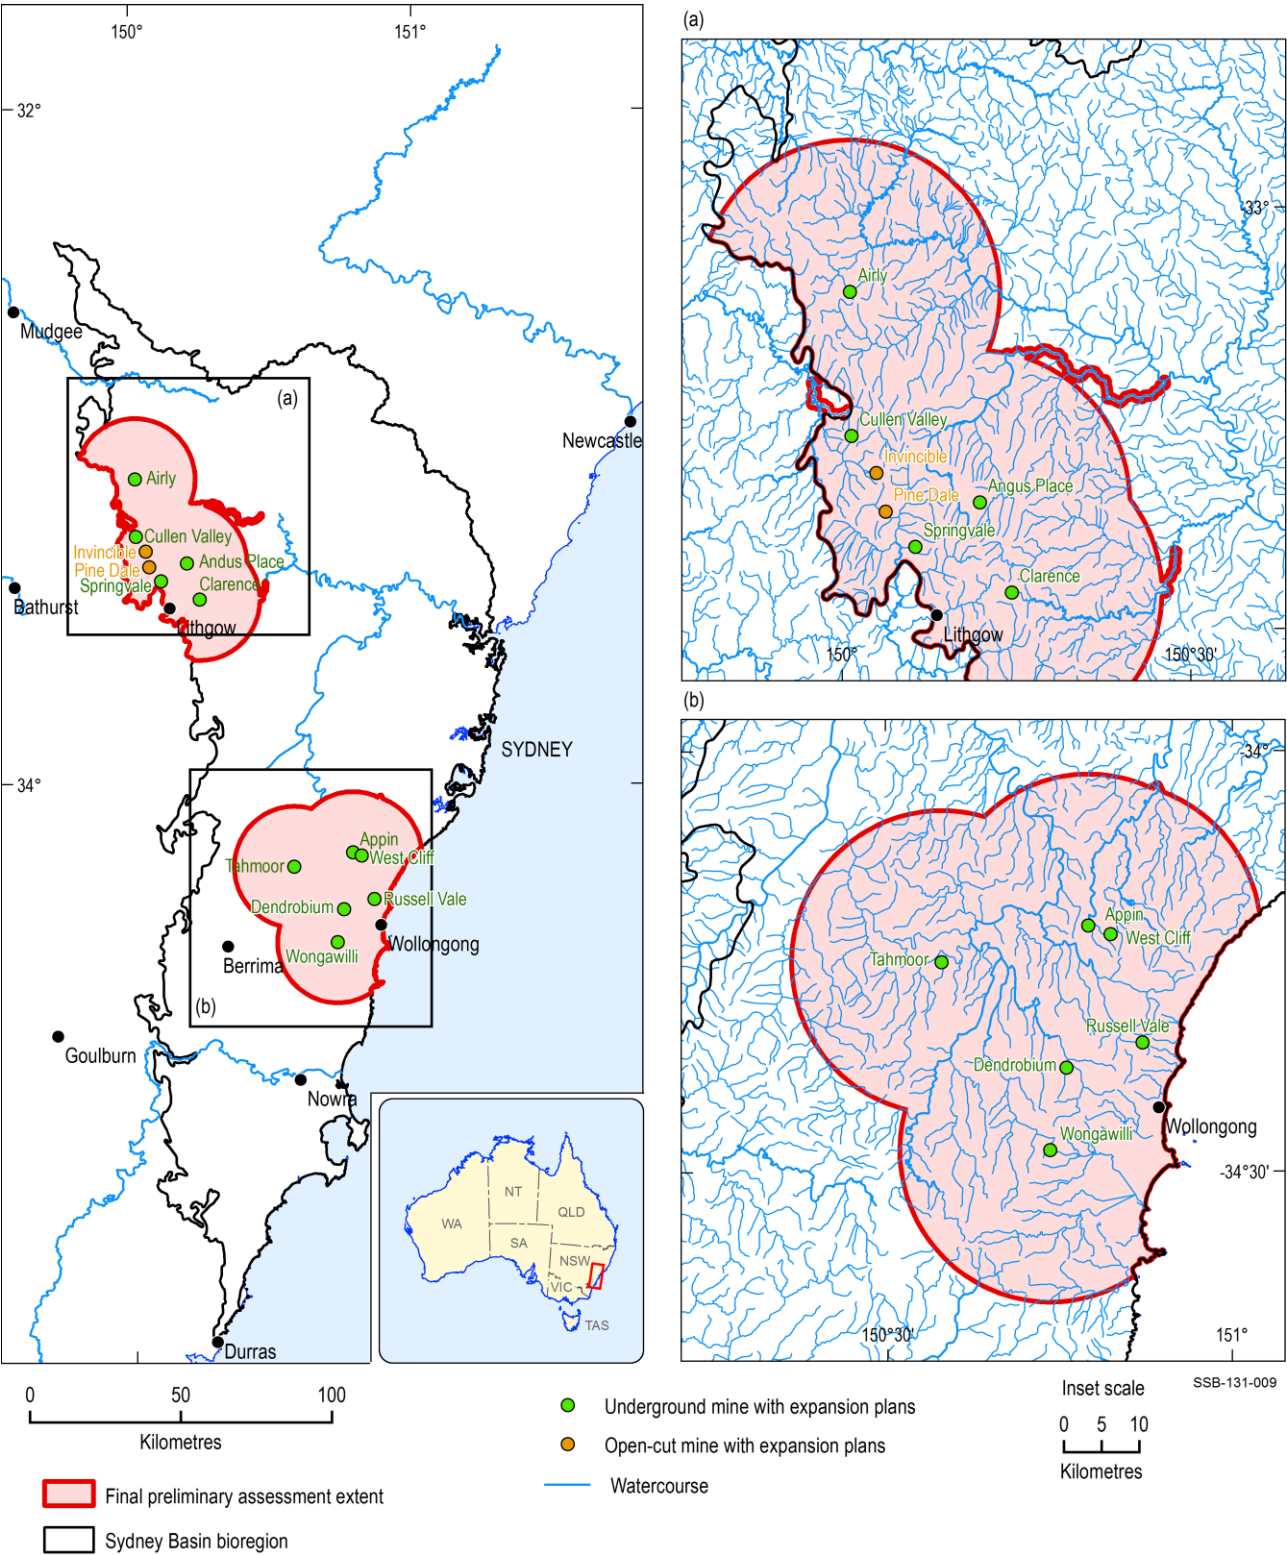 150°
151°
32°
Mudgee
(a)
Newcastle
Airly
Cullen Valley
Invincible
Andus Place
Pine Dale
Springvale
Clarence
Bathurst
Lithgow
SYDNEY
34°
Appin
West Cliff
Tahmoor
Russell Vale
Dendrobium
Wollongong
Wongawilli
Berrima
(b)
Goulburn
Nowra
Durras
WA
NT
QLD
SA
NSW
VIC
TAS
(a)
-33°
Airly
Cullen Valley
Invincible
Angus Place
Pine Dale
Springvale
Clarence
Lithgow
150°
150°30'
(b)
-34°
Appin
West Cliff
Tahmoor
Russell Vale
Dendrobium
Wollongong
Wongawilli
-34°30'
150°30'
151°
0 50 100
Kilometres
Final preliminary assessment extent
Sydney Basin bioregion
Underground mine with expansion plans
Open-cut mine with expansion plans
Watercourse
Inset scale
0 5 10
Kilometres
SSB-131-009